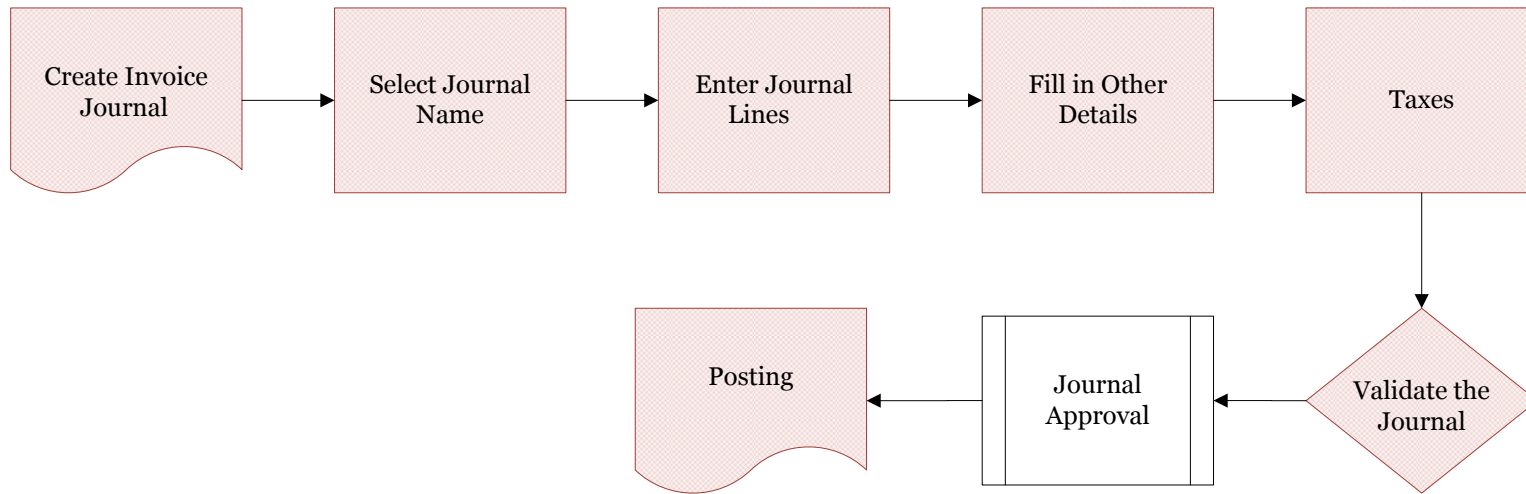 Create Invoice
Journal
Select Journal
Name
Enter Journal
Lines
Fill in Other
Details
Taxes
Validate the
Journal
Journal
Approval
Posting